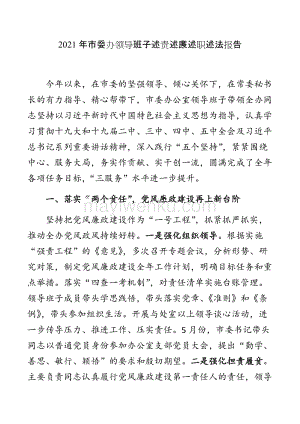 2021年市委办领导班子述责述廉述职述法报告
今年以来，在市委的坚强领导、倾心关怀下，在常委秘书
长的有力指导、精心帮带下，市委办公室领导班子带领全办同
志坚持以习近平新时代中国特色社会主义思想为指导，认真学
习贯彻十九大和十九届二中、三中、四中、五中全会及习近平
总书记系列重要讲话精神，深入践行“五个坚持”，紧紧围绕
中心、服务大局，务实作贡献、实干创一流，圆满完成了全年
各项任务目标，“三服务”水平进一步提升。
一、落实“两个责任”，党风廉政建设再上新台阶
坚持把党风廉政建设作为“一号工程”，抓紧抓严抓实，
推动全办党风政风持续好转。一是强化组织领导。关于组织实施
“强责工程”的《意见》，多次召开专题会议，分析形势、研
究对策，制定党风廉政建设全年工作计划，明确目标任务和重
点举措。落实“四查一考机制”，对责任清单实施台账管理。
领导班子成员带头学思践悟，带头落实党章、《准则》和《条
例》，带头参加组织生活。开展与处室以上领导谈心活动，进
一步传导压力、推进工作、压实责任。5月份，市委书记带头
同志以普通党员身份参加办公室支部党员大会，提出“勤学、
善思、敏行、颖悟”的要求和殷切期望。二是强化担责履责。
主要负责同志认真履行党风廉政建设第一责任人的责任，领导